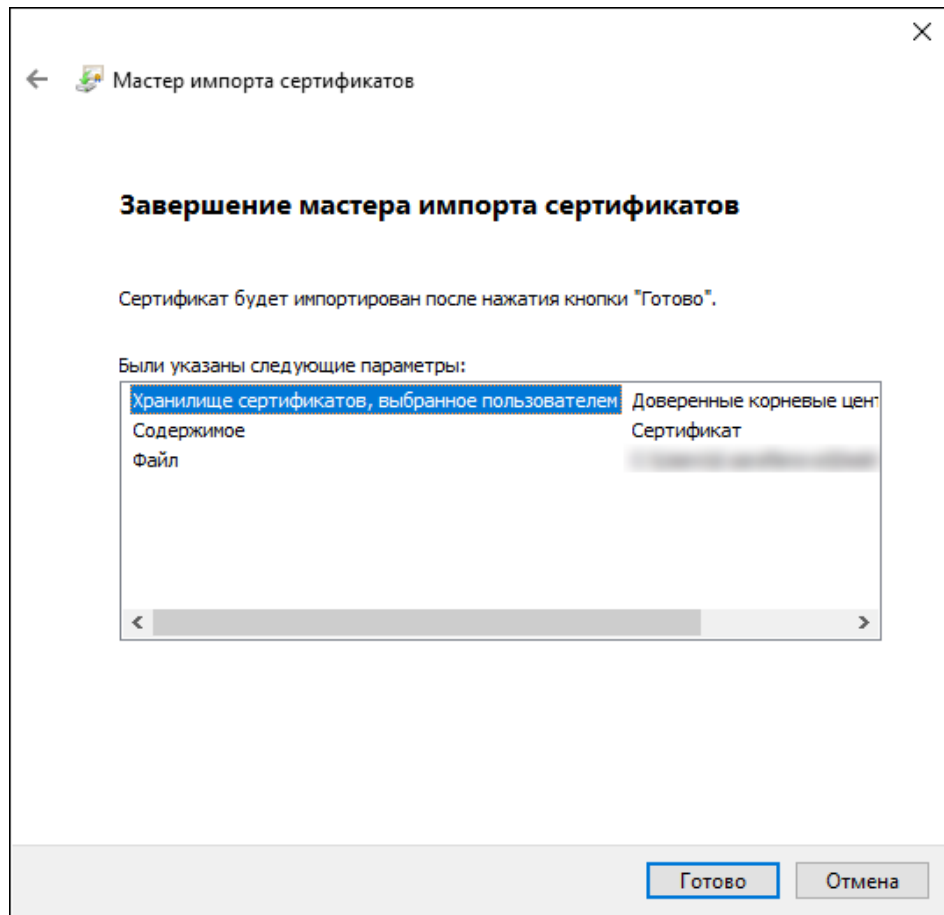 Мастер импорта сертификатов
Завершение мастера импорта сертификатов
Сертификат будет импортирован после нажатия кнопки "Готово".
Были указаны следующие параметры:
Хранилище сертификатов, выбранное пользователем Доверенные корневые цент
Содержимое Сертификат
Файл
Готово Отмена